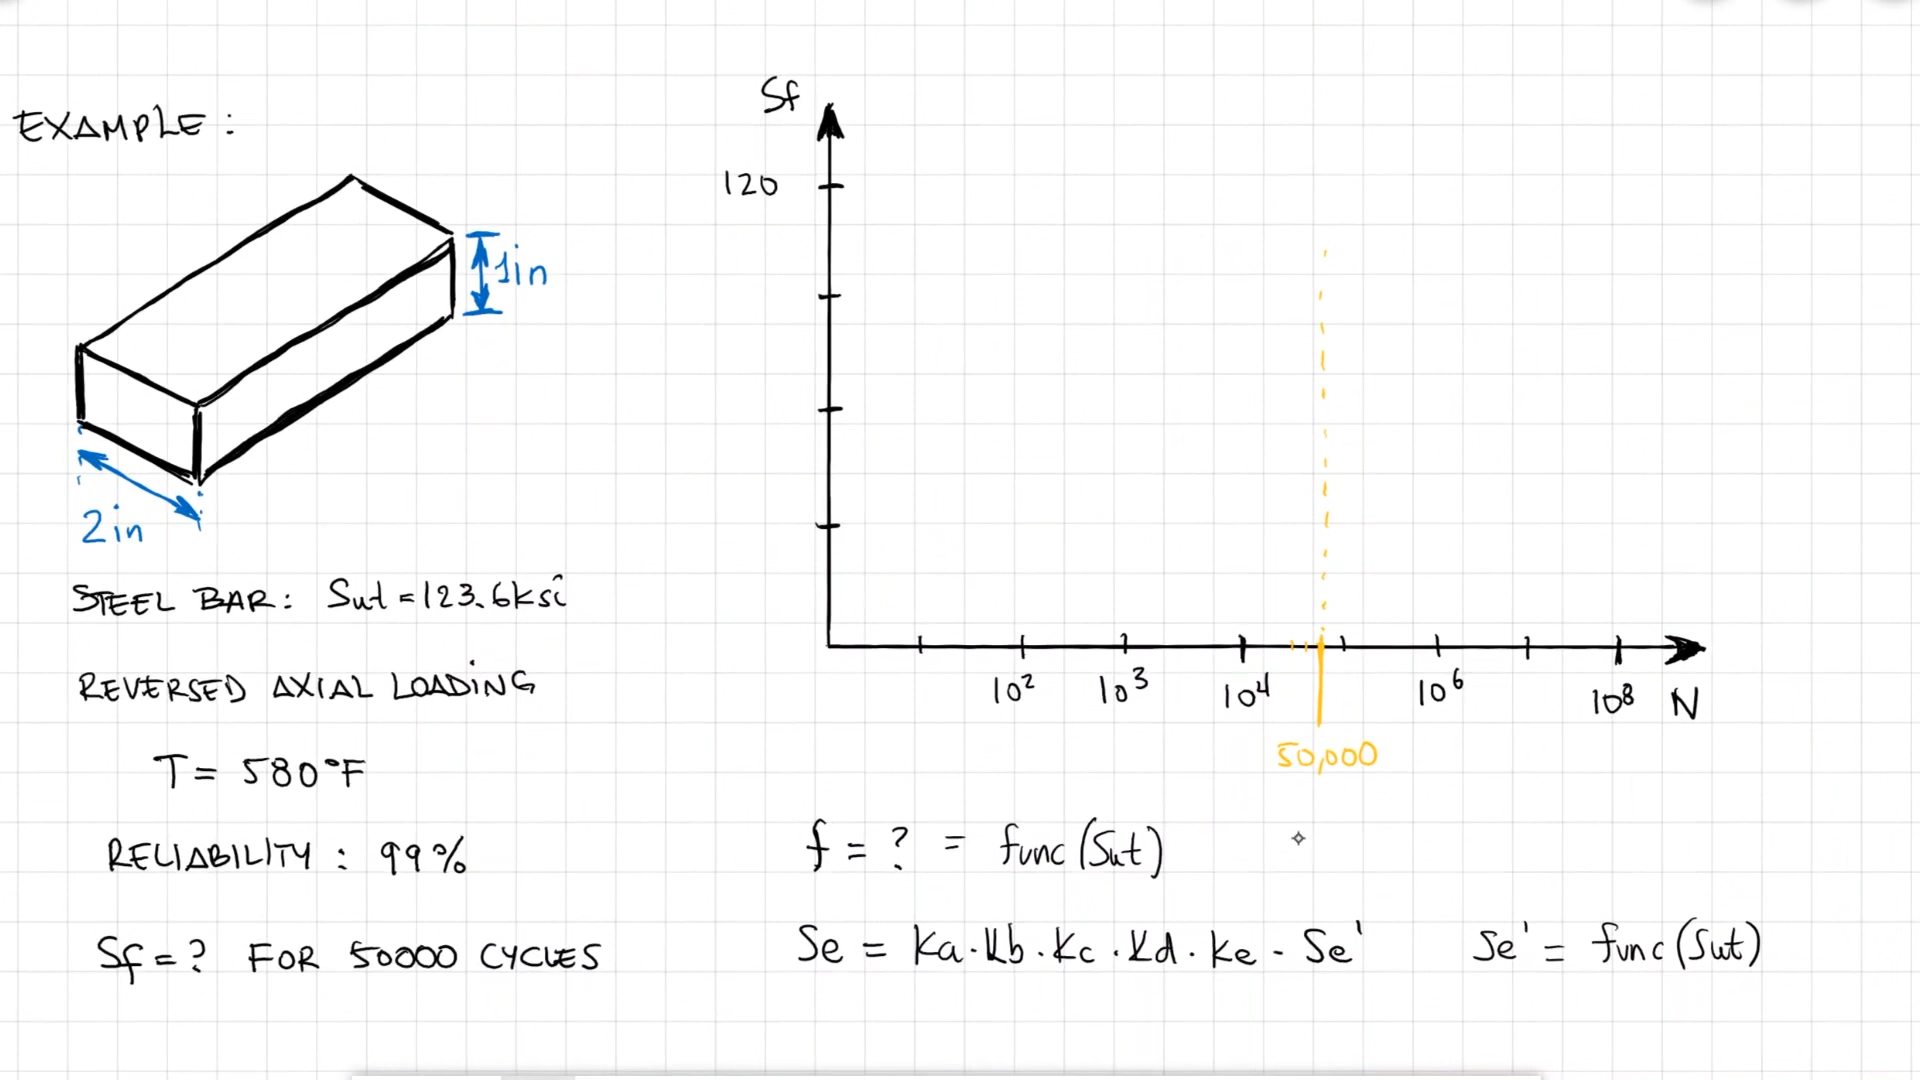 EXAMPLE:
1in
2in
STEEL BAR: Sut = 123.6ksi
REVERSED AXIAL LOADING
T = 580°F
RELIABILITY: 99%
Sf = ? FOR 50000 CYCLES
Sf
120
10² 10³ 10⁴ 10⁶ 10⁸ N
50,000
f = ? = func(Sut)
Se = Ka · Kb · Kc · Kd · Ke · Se'
Se' = func(Sut)